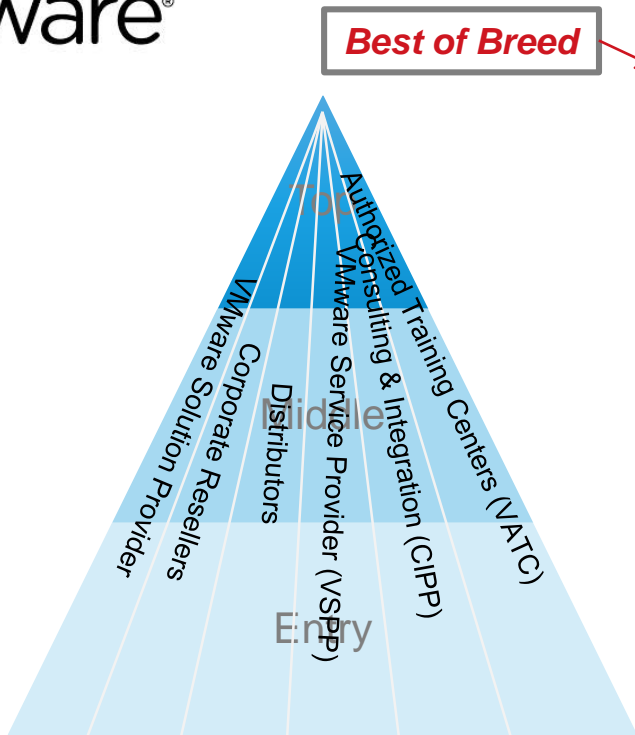 ware®
Best of Breed
Top
Middle
Entry
VMware Solution Provider
Corporate Resellers
Distributors
VMware Service Provider (VSPP)
Consulting & Integration (CIPP)
Authorized Training Centers (VATC)